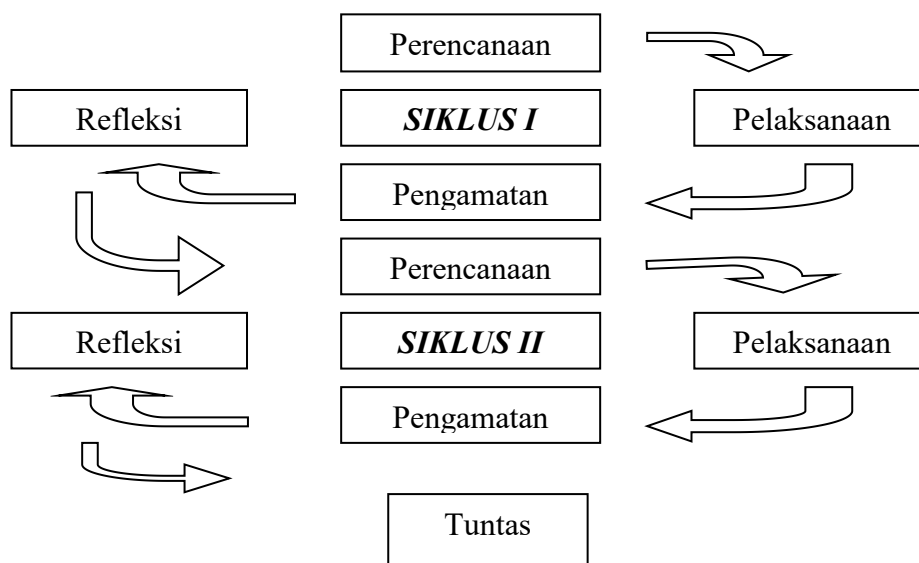 Perencanaan
Refleksi
SIKLUS I
Pelaksanaan
Pengamatan
Perencanaan
Refleksi
SIKLUS II
Pelaksanaan
Pengamatan
Tuntas